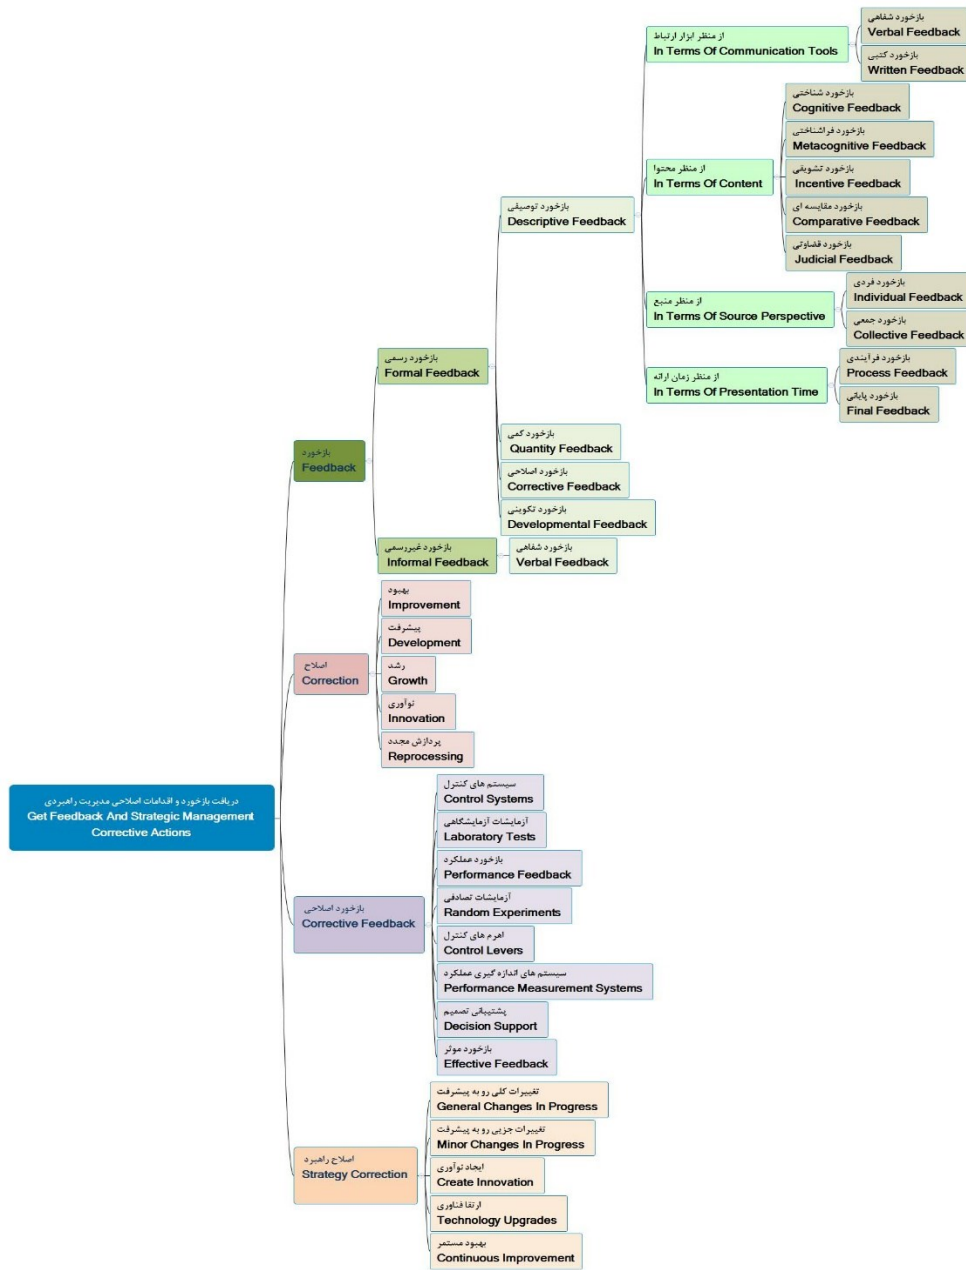 از منظر ابزار ارتباط
In Terms Of Communication Tools
بازخورد شفاهی
Verbal Feedback
بازخورد کتبی
Written Feedback
از منظر محتوا
In Terms Of Content
بازخورد شناختی
Cognitive Feedback
بازخورد فراشناختی
Metacognitive Feedback
بازخورد تشویقی
Incentive Feedback
بازخورد مقایسه ای
Comparative Feedback
بازخورد قضاوتی
Judicial Feedback
بازخورد توصیفی
Descriptive Feedback
از منظر منبع
In Terms Of Source Perspective
بازخورد فردی
Individual Feedback
بازخورد جمعی
Collective Feedback
از منظر زمان ارائه
In Terms Of Presentation Time
بازخورد فرآیندی
Process Feedback
بازخورد پایانی
Final Feedback
بازخورد رسمی
Formal Feedback
بازخورد کمی
Quantity Feedback
بازخورد اصلاحی
Corrective Feedback
بازخورد تکوینی
Developmental Feedback
بازخورد
Feedback
بازخورد غیررسمی
Informal Feedback
بازخورد شفاهی
Verbal Feedback
بهبود
Improvement
پیشرفت
Development
اصلاح
Correction
رشد
Growth
نوآوری
Innovation
پردازش مجدد
Reprocessing
دریافت بازخورد و اقدامات اصلاحی مدیریت راهبردی
Get Feedback And Strategic Management
Corrective Actions
سیستم های کنترل
Control Systems
آزمایشات آزمایشگاهی
Laboratory Tests
بازخورد عملکرد
Performance Feedback
آزمایشات تصادفی
Random Experiments
بازخورد اصلاحی
Corrective Feedback
اهرم های کنترل
Control Levers
سیستم های اندازه گیری عملکرد
Performance Measurement Systems
پشتیبانی تصمیم
Decision Support
بازخورد موثر
Effective Feedback
تغییرات کلی رو به پیشرفت
General Changes In Progress
تغییرات جزیی رو به پیشرفت
Minor Changes In Progress
اصلاح راهبرد
Strategy Correction
ایجاد نوآوری
Create Innovation
ارتقا فناوری
Technology Upgrades
بهبود مستمر
Continuous Improvement